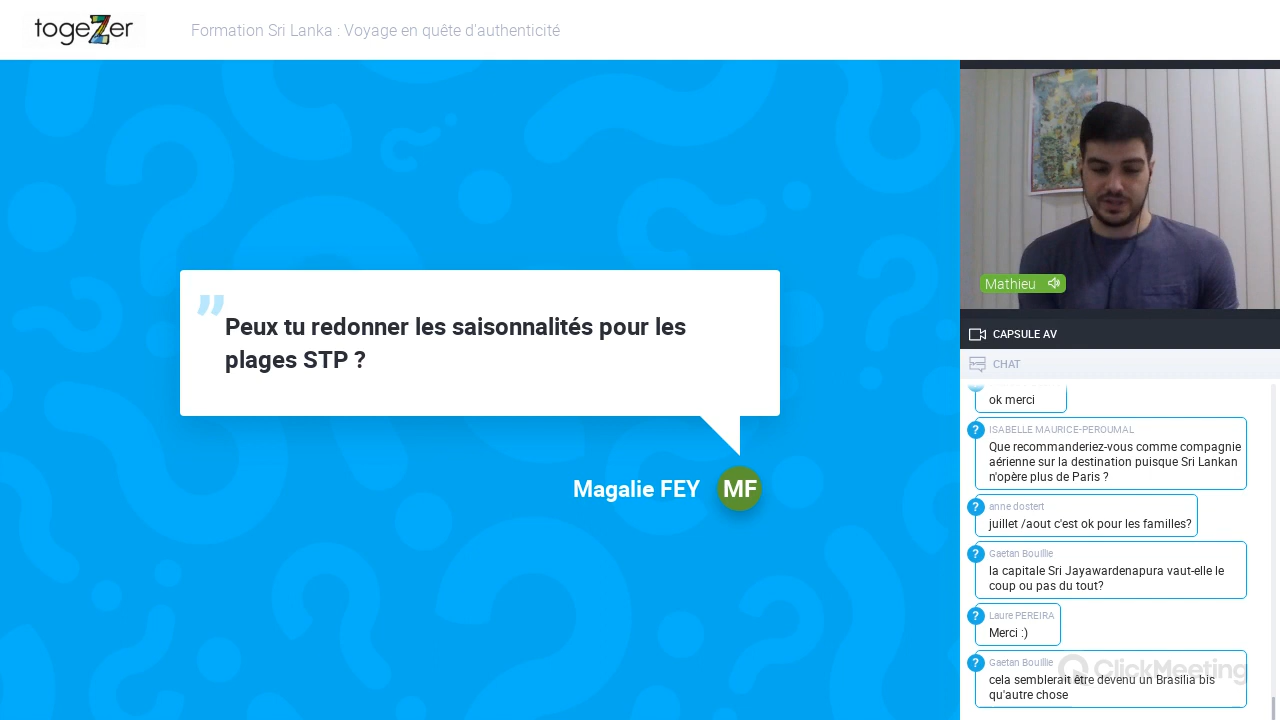 togeZzer
Formation Sri Lanka : Voyage en quête d'authenticité
Peux tu redonner les saisonnalités pour les
plages STP ?
Magalie FEY
MF
Mathieu
CAPSULE AV
CHAT
ok merci
ISABELLE MAURICE-PEROUMAL
Que recommanderiez-vous comme compagnie
aérienne sur la destination puisque Sri Lankan
n'opère plus de Paris ?
anne dostert
juillet /aout c'est ok pour les familles?
Gaetan Bouillie
la capitale Sri Jayawardenapura vaut-elle le
coup ou pas du tout?
Laure PEREIRA
Merci :)
Gaetan Bouillie
cela semblerait être devenu un Brasilia bis
qu'autre chose
ClickMeeting